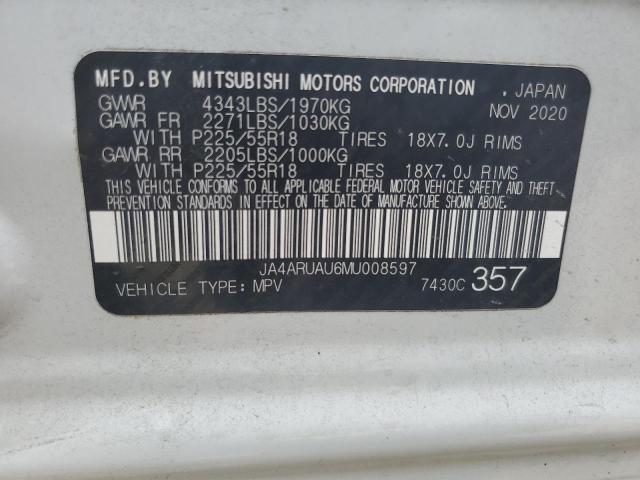 MFD. BY MITSUBISHI MOTORS CORPORATION . JAPAN
GVWR 4343LBS/1970KG NOV 2020
GAWR FR 2271LBS/1030KG
WITH P225/55R18 TIRES 18X7.0J RIMS
GAWR RR 2205LBS/1000KG
WITH P225/55R18 TIRES 18X7.0J RIMS
THIS VEHICLE CONFORMS TO ALL APPLICABLE FEDERAL MOTOR VEHICLE SAFETY AND THEFT
PREVENTION STANDARDS IN EFFECT ON THE DATE OF MANUFACTURE SHOWN ABOVE.
JA4ARUAU6MU008597
VEHICLE TYPE: MPV 7430C 357